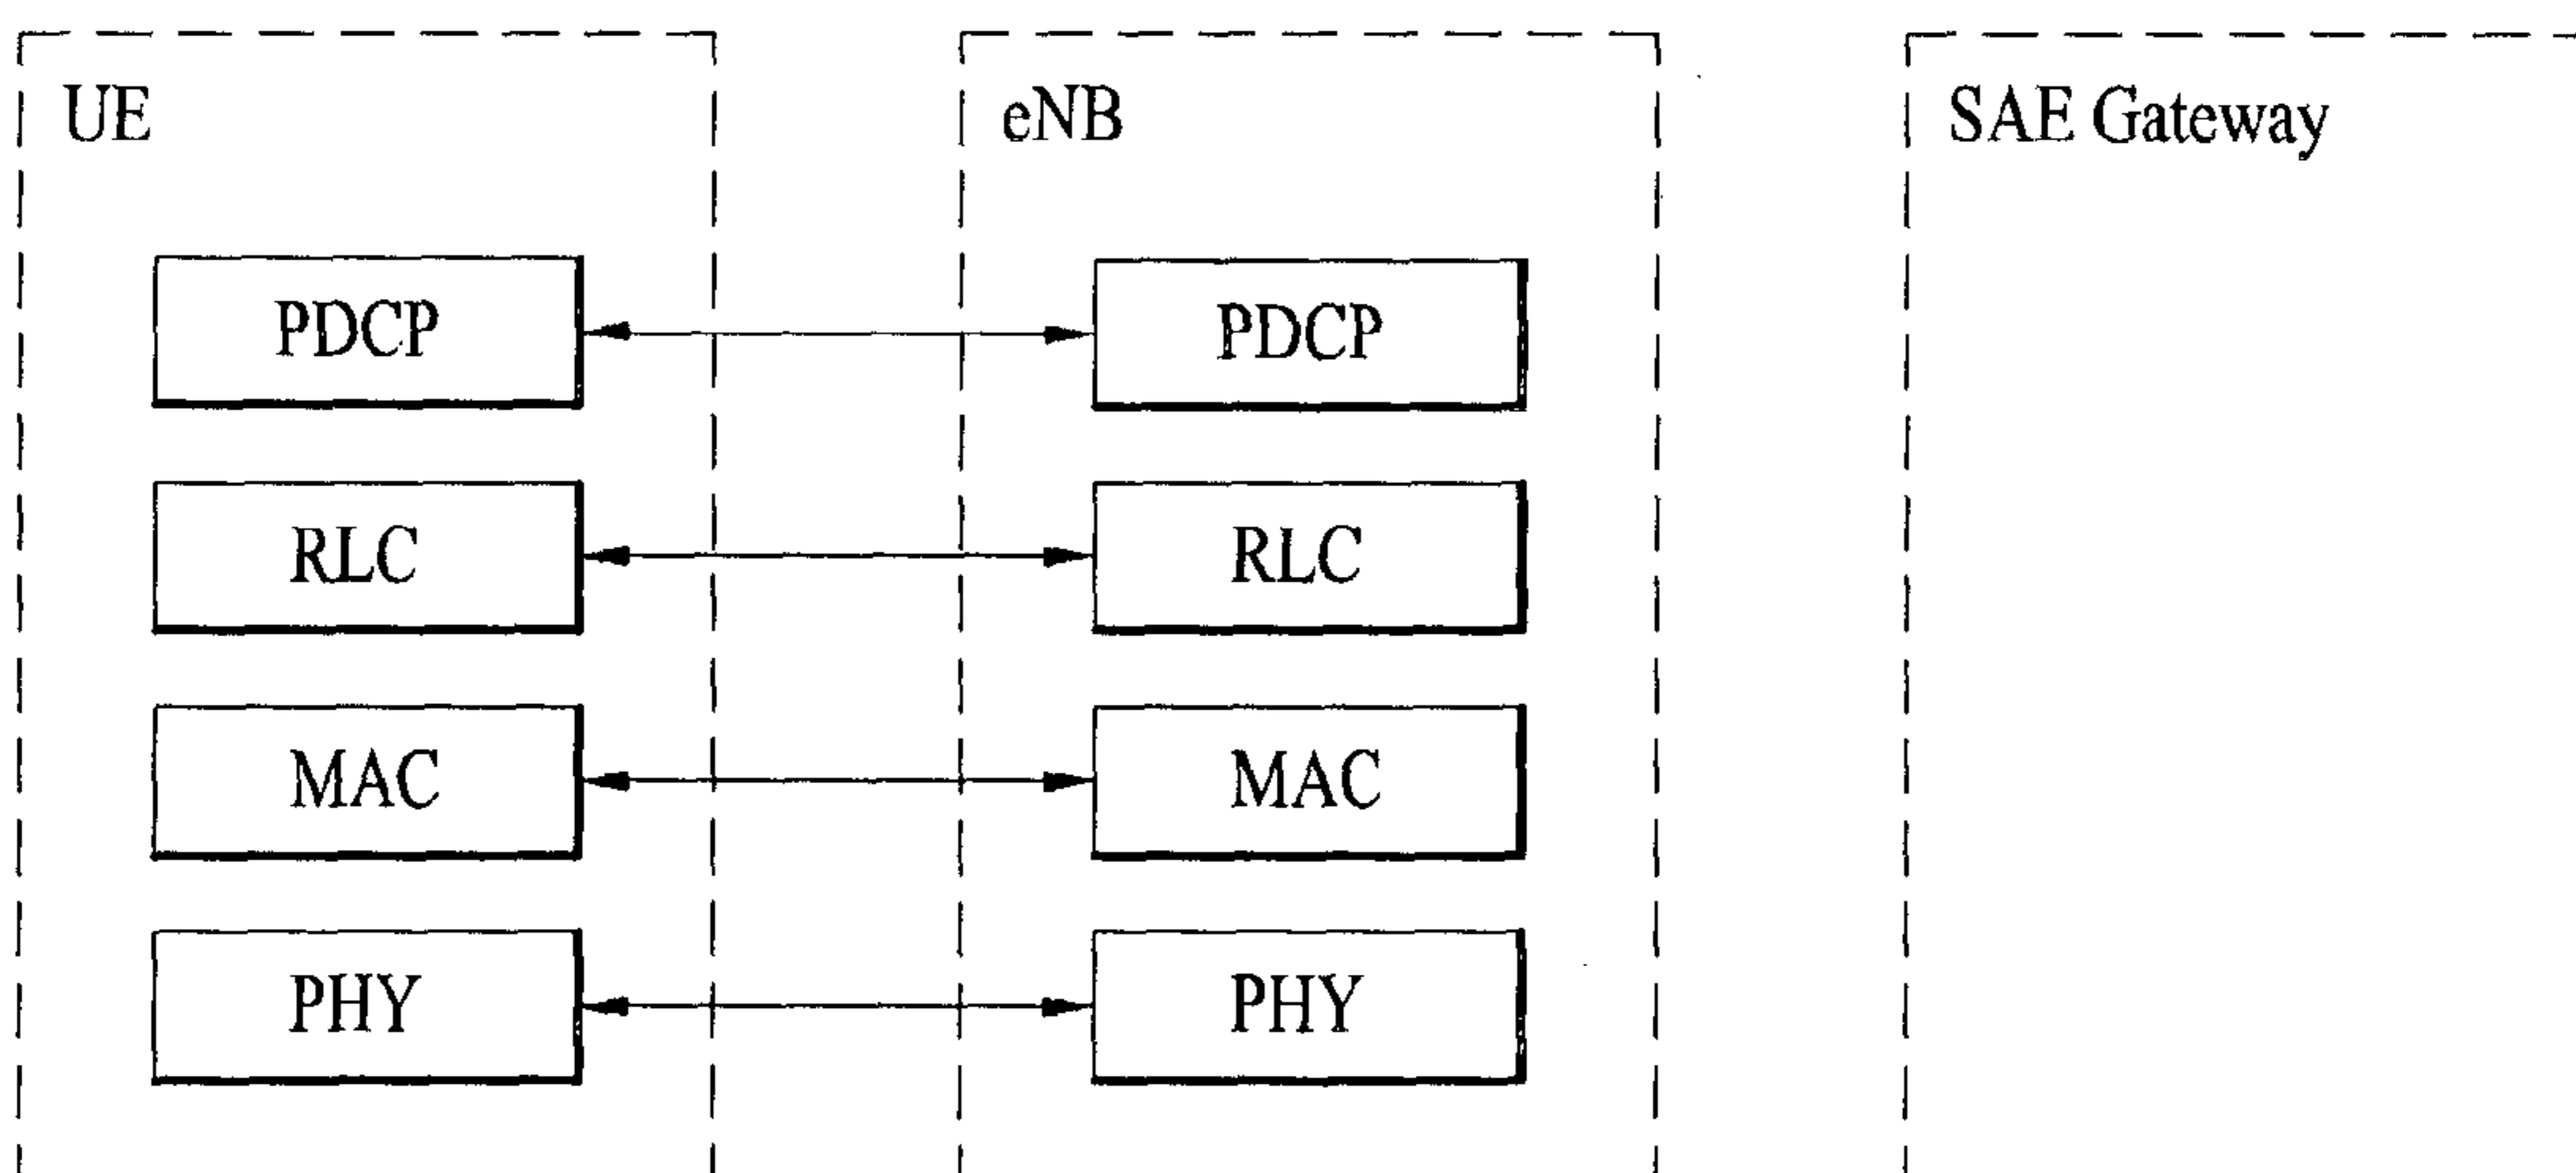 UE
eNB
SAE Gateway
PDCP
PDCP
RLC
RLC
MAC
MAC
PHY
PHY